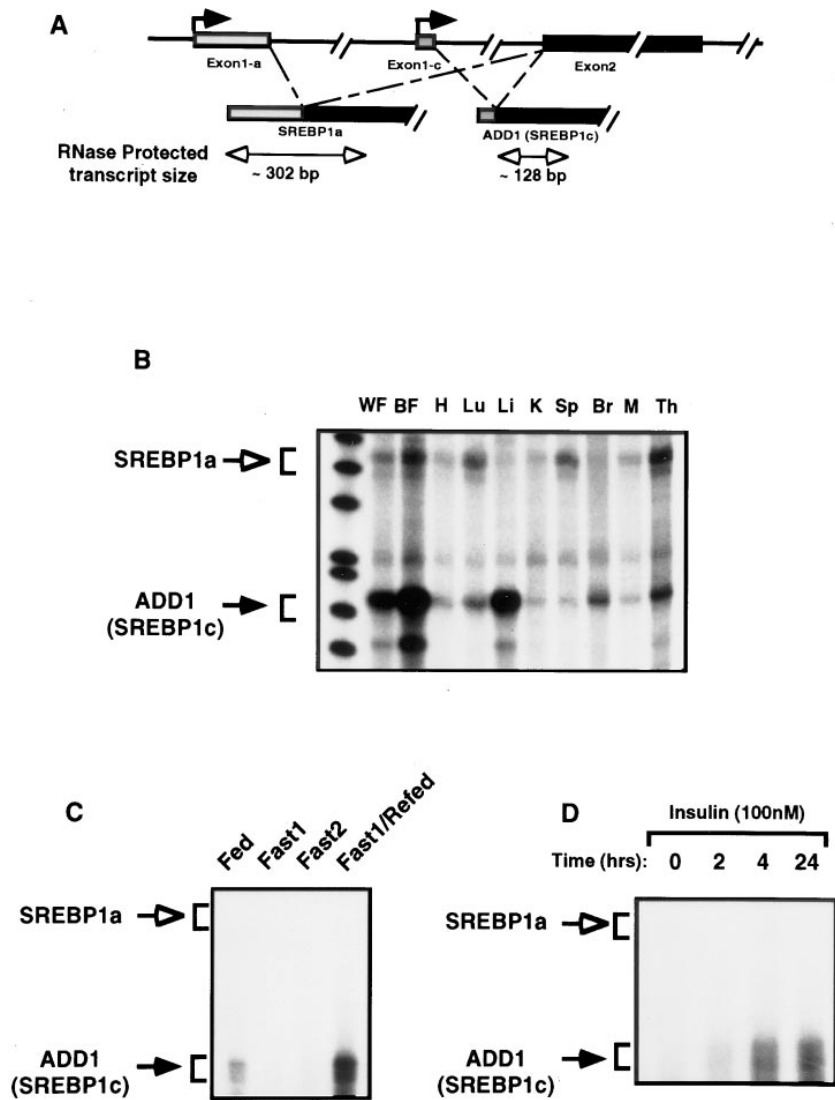 A
Exon1-a
Exon1-c
Exon2
SREBP1a
ADD1 (SREBP1c)
RNase Protected
transcript size
~ 302 bp
~ 128 bp
B
WF BF H Lu Li K Sp Br M Th
SREBP1a
ADD1
(SREBP1c)
C
Fed
Fast1
Fast2
Fast1/Refed
SREBP1a
ADD1
(SREBP1c)
D
Insulin (100nM)
Time (hrs): 0 2 4 24
SREBP1a
ADD1
(SREBP1c)